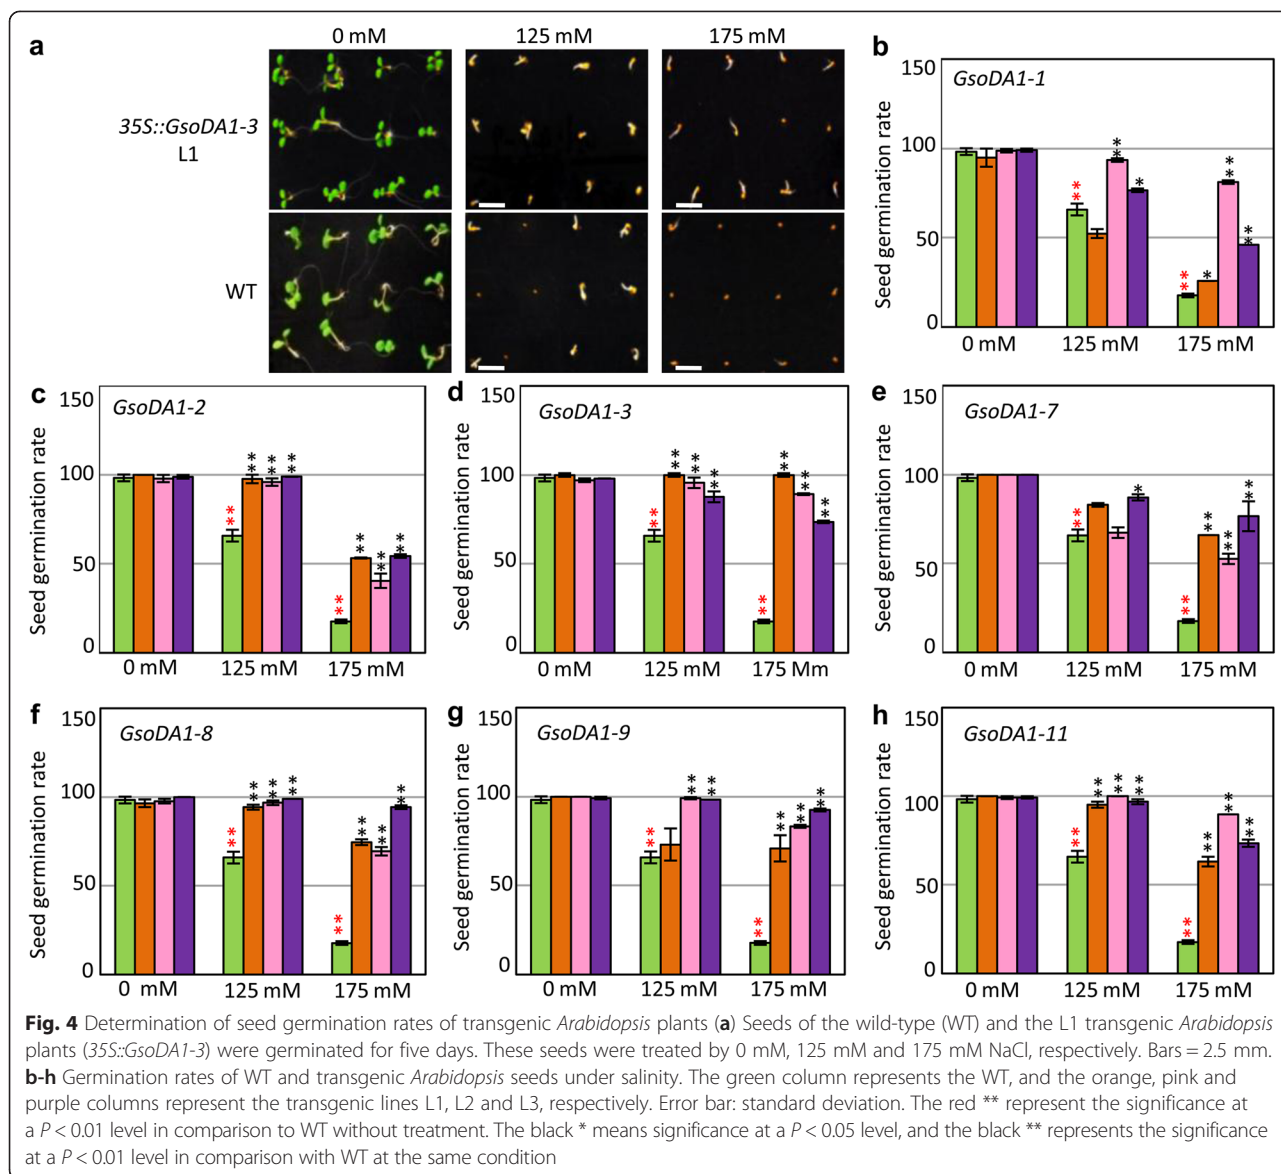 a
0 mM 125 mM 175 mM
35S::GsoDA1-3
L1
WT
b
GsoDA1-1
Seed germination rate
150
100
50
0
** ** * ** * ** **
0 mM 125 mM 175 mM
c
GsoDA1-2
Seed germination rate
150
100
50
0
** ** ** ** ** ** ** **
0 mM 125 mM 175 mM
d
GsoDA1-3
Seed germination rate
150
100
50
0
** ** ** ** ** ** ** **
0 mM 125 mM 175 Mm
e
GsoDA1-7
Seed germination rate
150
100
50
0
** * ** ** ** **
0 mM 125 mM 175 mM
f
GsoDA1-8
Seed germination rate
150
100
50
0
** ** ** ** ** ** ** **
0 mM 125 mM 175 mM
g
GsoDA1-9
Seed germination rate
150
100
50
0
** ** ** ** ** ** **
0 mM 125 mM 175 mM
h
GsoDA1-11
Seed germination rate
150
100
50
0
** ** ** ** ** ** ** **
0 mM 125 mM 175 mM
Fig. 4 Determination of seed germination rates of transgenic Arabidopsis plants (a) Seeds of the wild-type (WT) and the L1 transgenic Arabidopsis
plants (35S::GsoDA1-3) were germinated for five days. These seeds were treated by 0 mM, 125 mM and 175 mM NaCl, respectively. Bars = 2.5 mm.
b-h Germination rates of WT and transgenic Arabidopsis seeds under salinity. The green column represents the WT, and the orange, pink and
purple columns represent the transgenic lines L1, L2 and L3, respectively. Error bar: standard deviation. The red ** represent the significance at
a P < 0.01 level in comparison to WT without treatment. The black * means significance at a P < 0.05 level, and the black ** represents the significance
at a P < 0.01 level in comparison with WT at the same condition